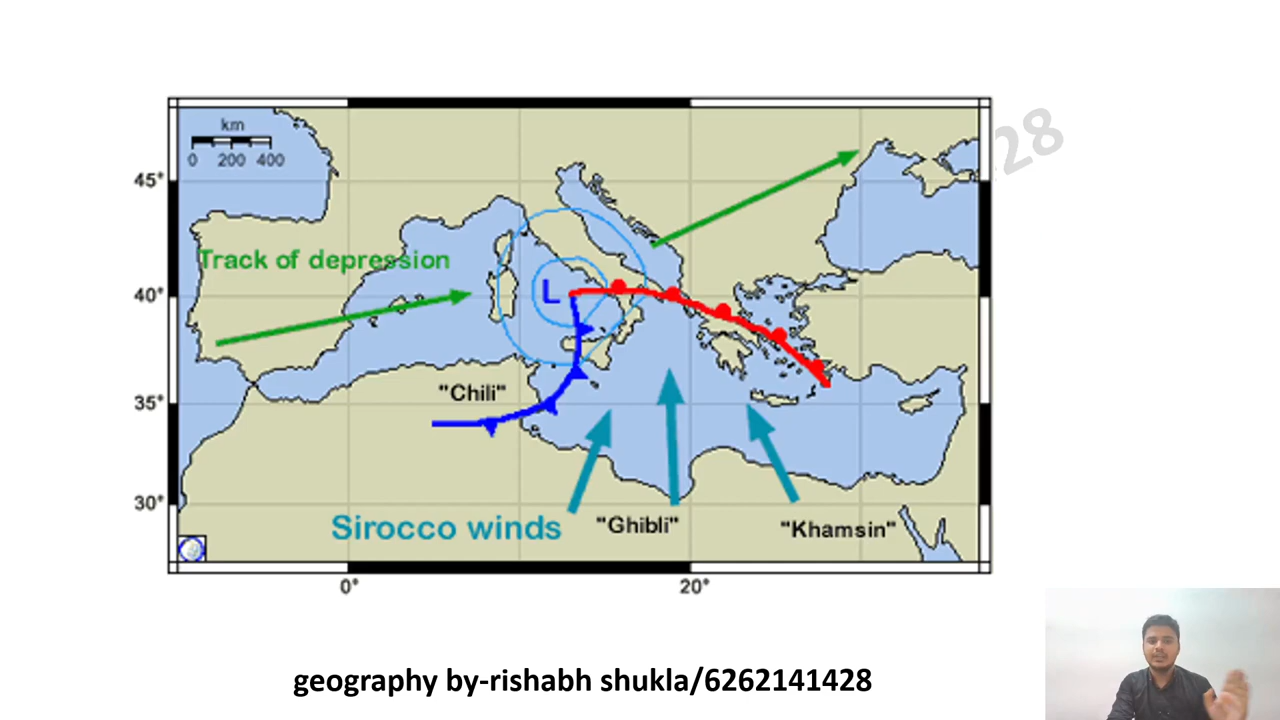 km
0 200 400
28
45°
Track of depression
40°
L
"Chili"
35°
30°
Sirocco winds
"Ghibli"
"Khamsin"
0°
20°
geography by-rishabh shukla/6262141428